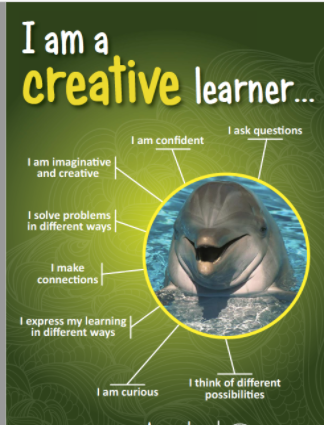 I am a
creative learner...
I am confident
I ask questions
I am imaginative
and creative
I solve problems
in different ways
I make
connections
I express my learning
in different ways
I am curious
I think of different
possibilities